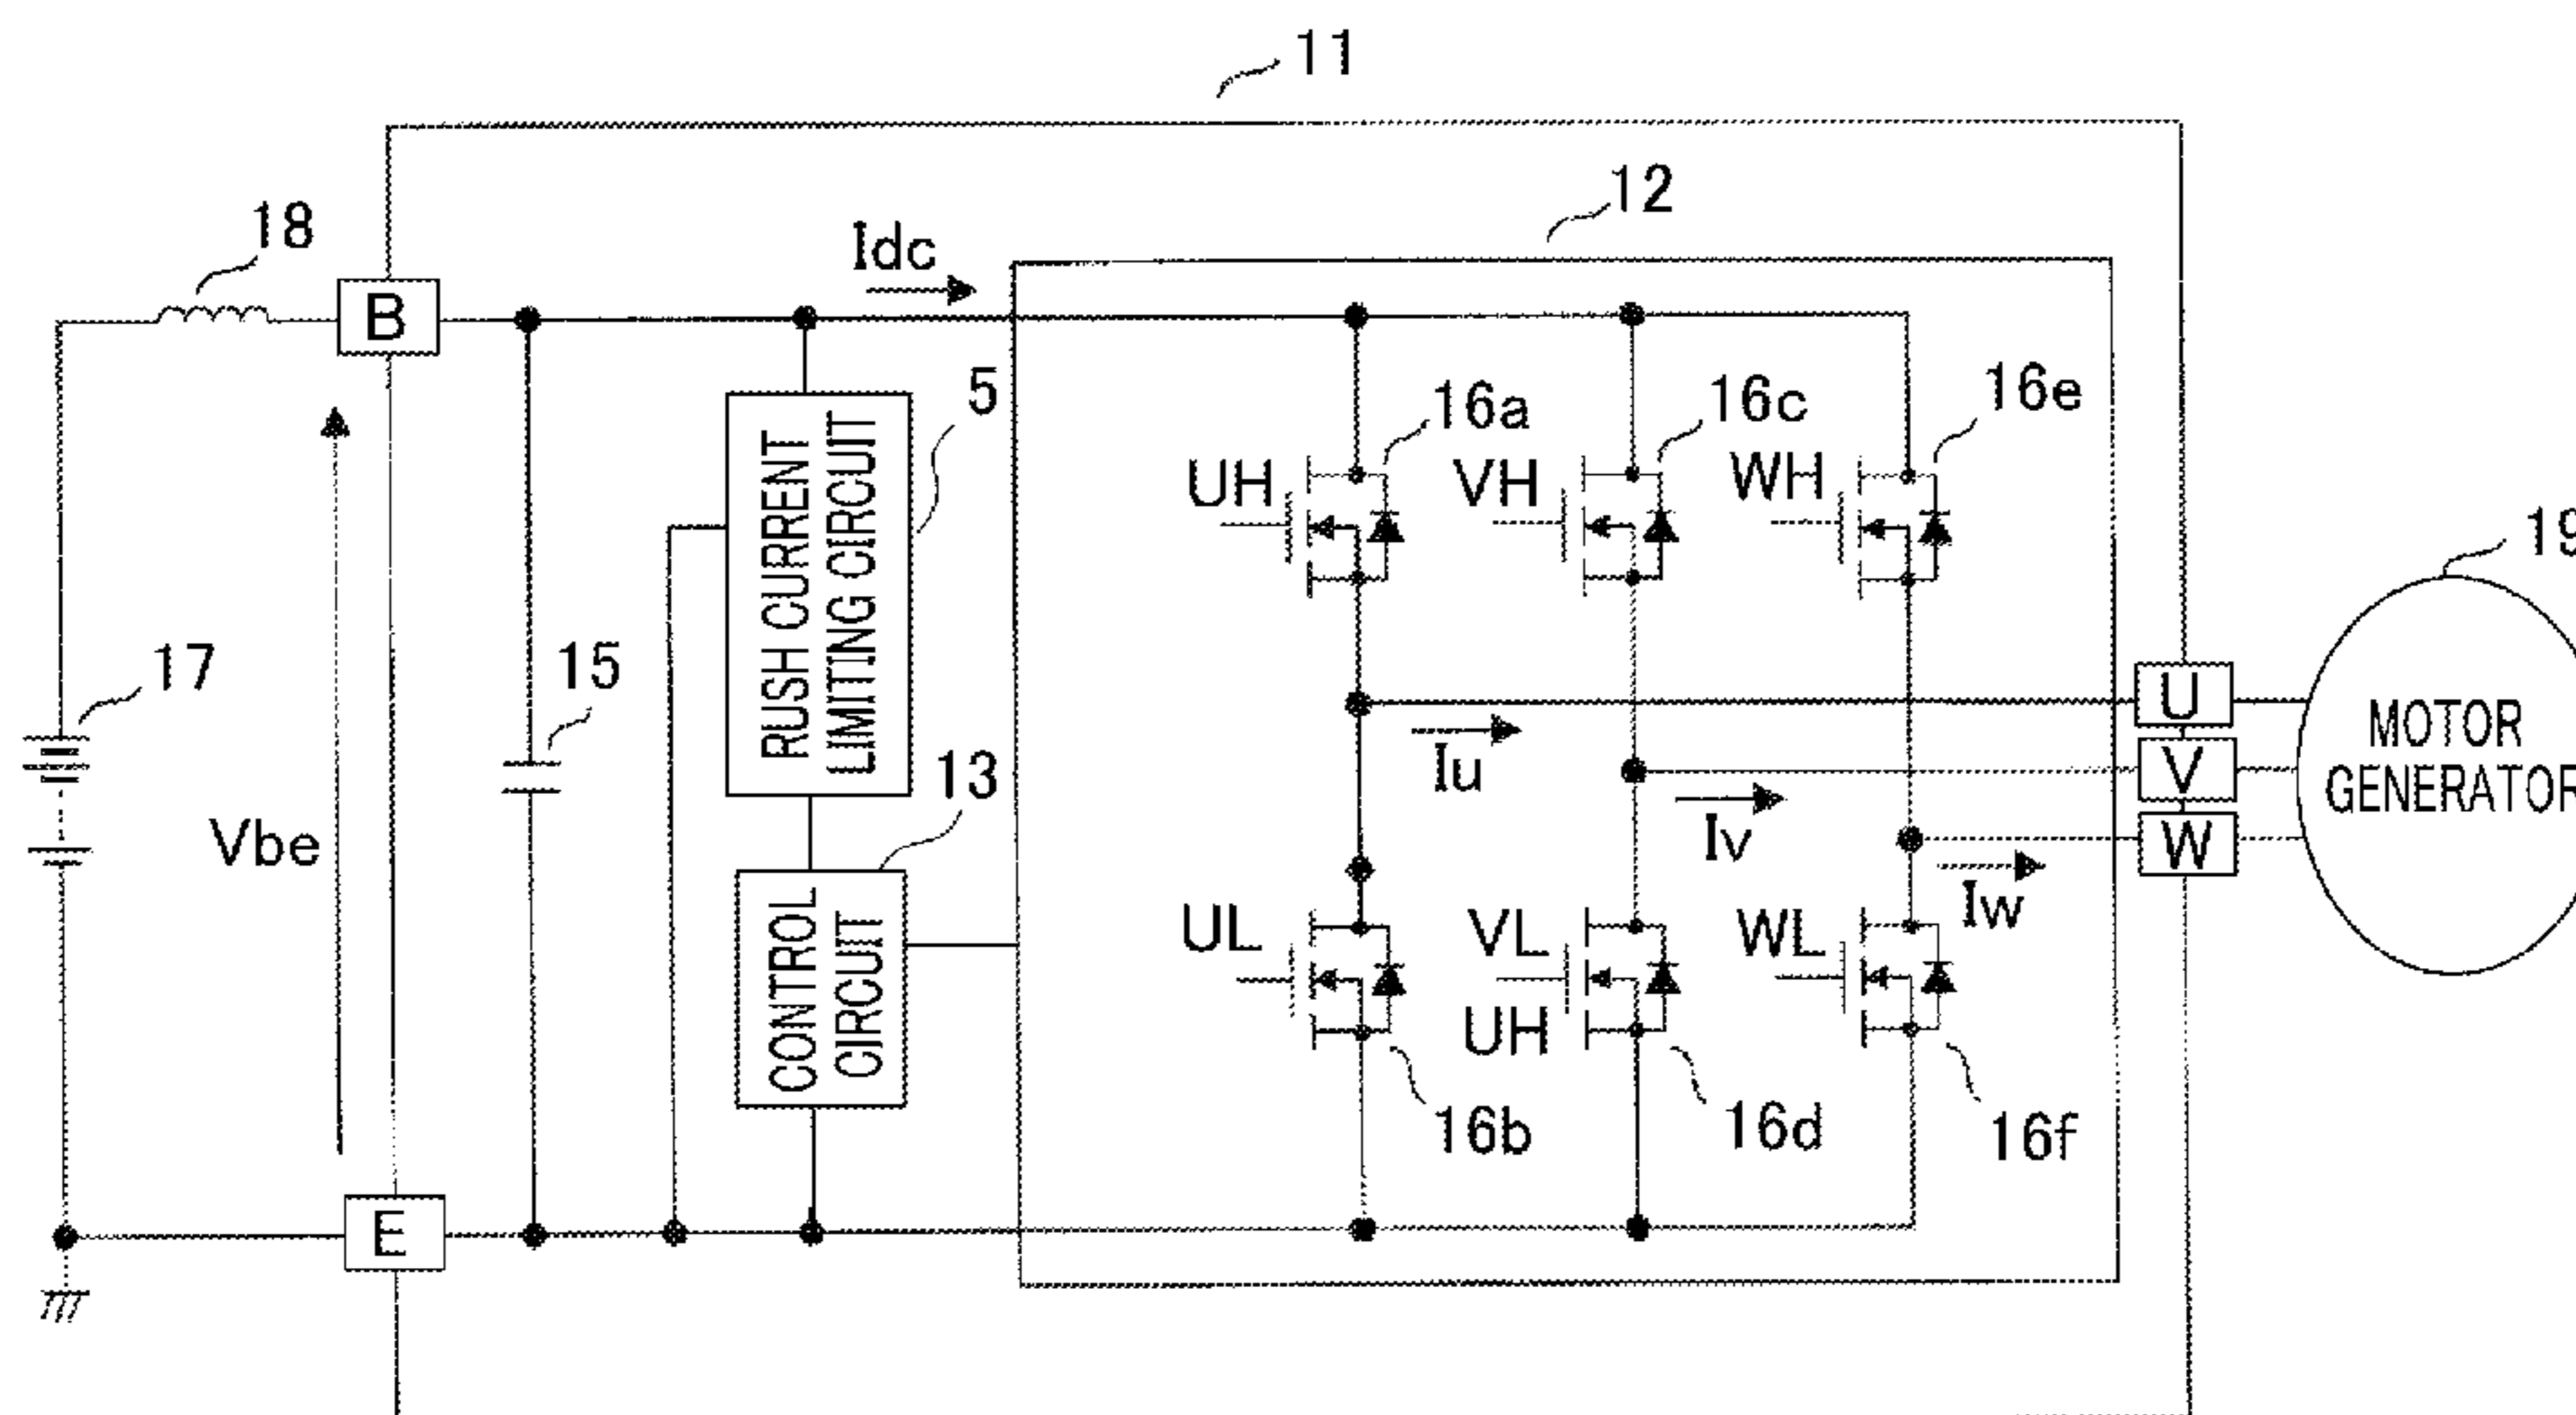 11
12
18
Idc
B
5
16a
16c
16e
UH
VH
WH
RUSH CURRENT
LIMITING CIRCUIT
19
17
15
U
Iu
MOTOR
GENERATOR
V
13
Iv
Vbe
W
CONTROL
CIRCUIT
Iw
UL
VL
WL
UH
16b
16d
16f
E